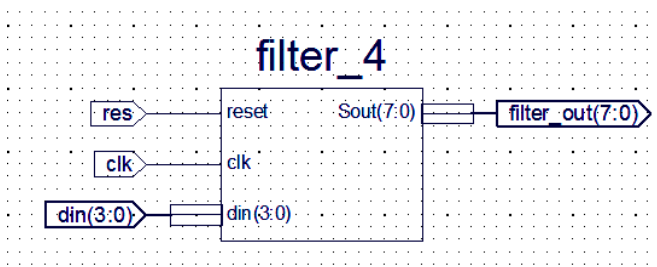 filter_4
res reset Sout(7:0) filter_out(7:0)
clk clk
din(3:0) din(3:0)